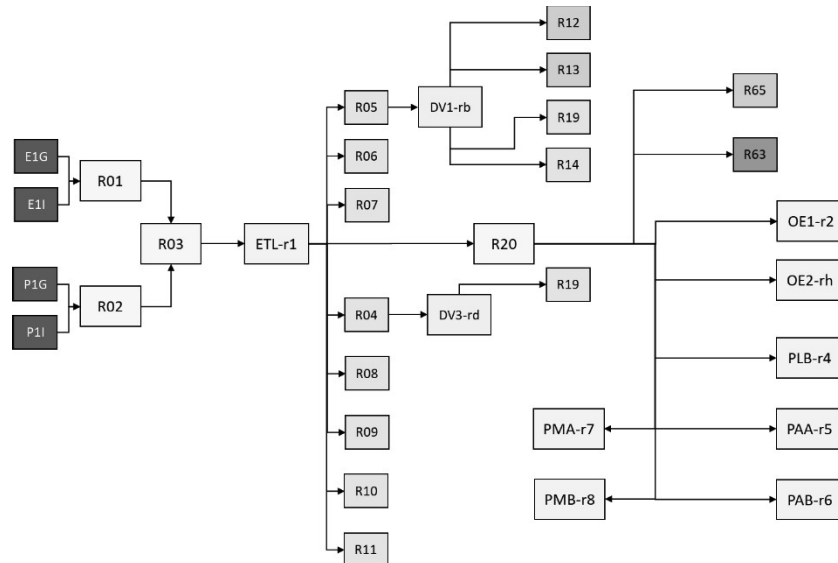 R12
R13
R05
DV1-rb
R65
R19
E1G
R06
R14
R63
R01
E1I
R07
OE1-r2
R03
ETL-r1
R20
OE2-rh
P1G
R19
R02
R04
DV3-rd
P1I
PLB-r4
R08
PMA-r7
PAA-r5
R09
R10
PMB-r8
PAB-r6
R11